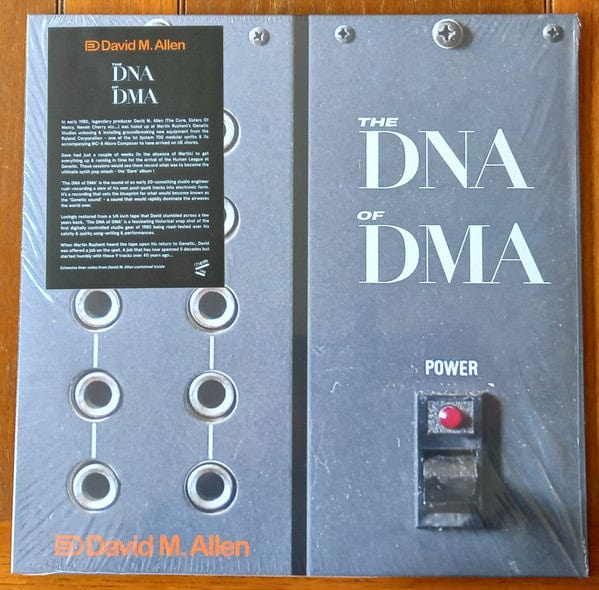 David M. Allen
THE
DNA
OF
DMA
In early 1980, legendary producer David M. Allen (The Cure, Sisters Of
Mercy, Neneh Cherry etc...) was holed up at Martin Rushent's Genetic
Studios unboxing & installing groundbreaking new equipment from the
Roland Corporation - one of the 1st System 700 modular synths & its
accompanying MC-8 Micro Composer to have arrived on UK shores.
Dave had just a couple of weeks (in the absence of Martin) to get
everything up & running in time for the arrival of the Human League at
Genetic. Those sessions would see them record what was to become the
ultimate synth pop smash - the 'Dare' album !
'The DNA of DMA' is the sound of an early 20-something studio engineer
rush-recording a slew of his own post-punk tracks into electronic form.
It's a recording that sets the blueprint for what would become known as
the 'Genetic sound' - a sound that would rapidly dominate the airwaves
the world over.
Lovingly restored from a 1/4 inch tape that David stumbled across a few
years back. 'The DNA of DMA' is a fascinating historical snap shot of the
first digitally controlled studio gear of 1980 being road-tested over his
catchy & quirky song-writing & performances.
When Martin Rushent heard the tape upon his return to Genetic, David
was offered a job on the spot. A job that has now spanned 5 decades but
started humbly with these 9 tracks over 40 years ago...
Extensive liner notes from David M. Allen contained inside
THE
DNA
OF
DMA
POWER
David M. Allen